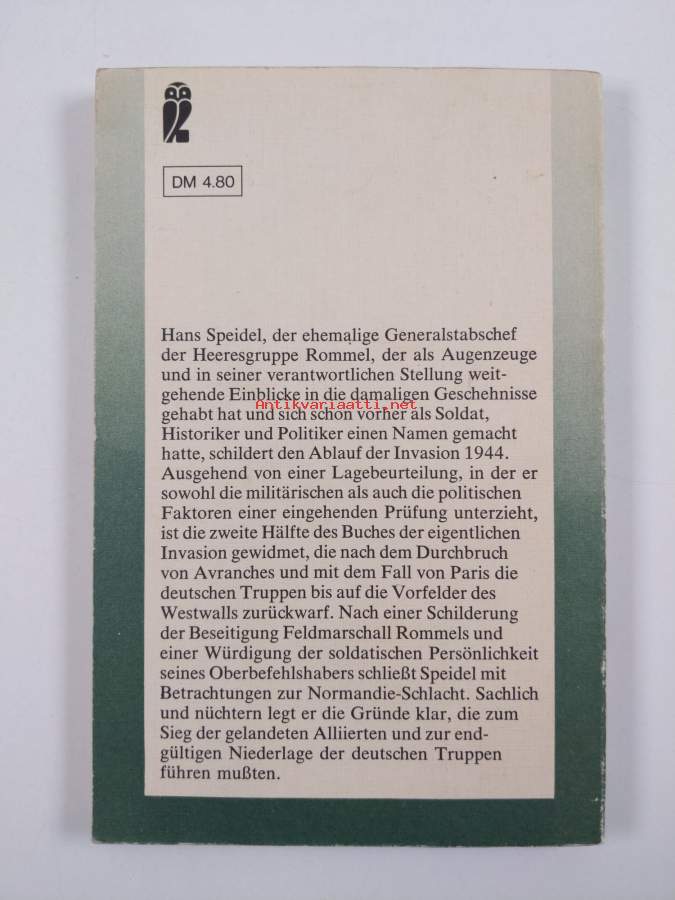 DM 4.80
Hans Speidel, der ehemalige Generalstabschef
der Heeresgruppe Rommel, der als Augenzeuge
und in seiner verantwortlichen Stellung weit-
gehende Einblicke in die damaligen Geschehnisse
Antikvariaatti.net
gehabt hat und sich schon vorher als Soldat,
Historiker und Politiker einen Namen gemacht
hatte, schildert den Ablauf der Invasion 1944.
Ausgehend von einer Lagebeurteilung, in der er
sowohl die militärischen als auch die politischen
Faktoren einer eingehenden Prüfung unterzieht,
ist die zweite Hälfte des Buches der eigentlichen
Invasion gewidmet, die nach dem Durchbruch
von Avranches und mit dem Fall von Paris die
deutschen Truppen bis auf die Vorfelder des
Westwalls zurückwarf. Nach einer Schilderung
der Beseitigung Feldmarschall Rommels und
einer Würdigung der soldatischen Persönlichkeit
seines Oberbefehlshabers schließt Speidel mit
Betrachtungen zur Normandie-Schlacht. Sachlich
und nüchtern legt er die Gründe klar, die zum
Sieg der gelandeten Alliierten und zur end-
gültigen Niederlage der deutschen Truppen
führen mußten.